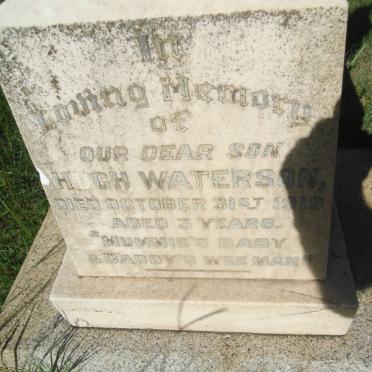 In
Loving Memory
of
OUR DEAR SON
HUGH WATERSON,
DIED OCTOBER 31ST 1919
AGED 3 YEARS.
"MUMMIE'S BABY
& DADDY'S WEE MAN"